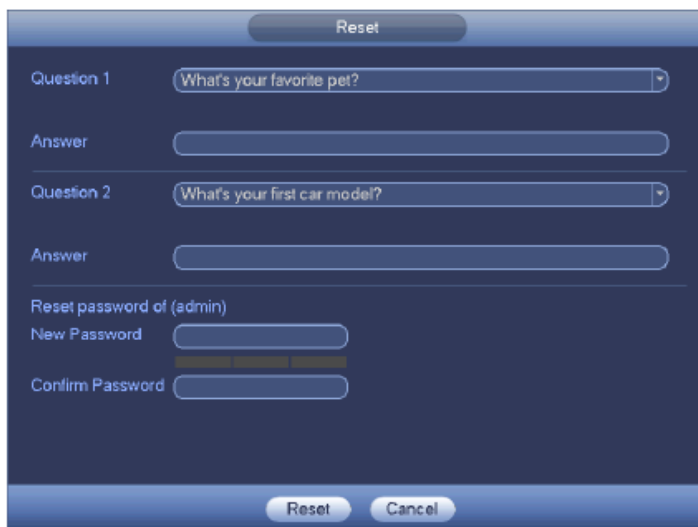 Reset
Question 1 What's your favorite pet?
Answer
Question 2 What's your first car model?
Answer
Reset password of (admin)
New Password
Confirm Password
Reset Cancel